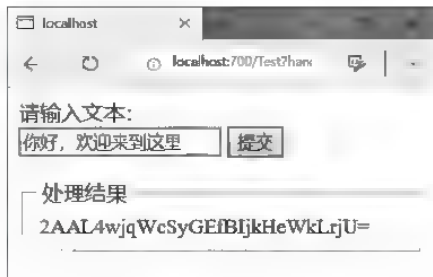 localhost
localhost:700/Test?han
请输入文本:
你好，欢迎来到这里 提交
处理结果
2AAL4wjqWcSyGEfBIjkHeWkLrjU=